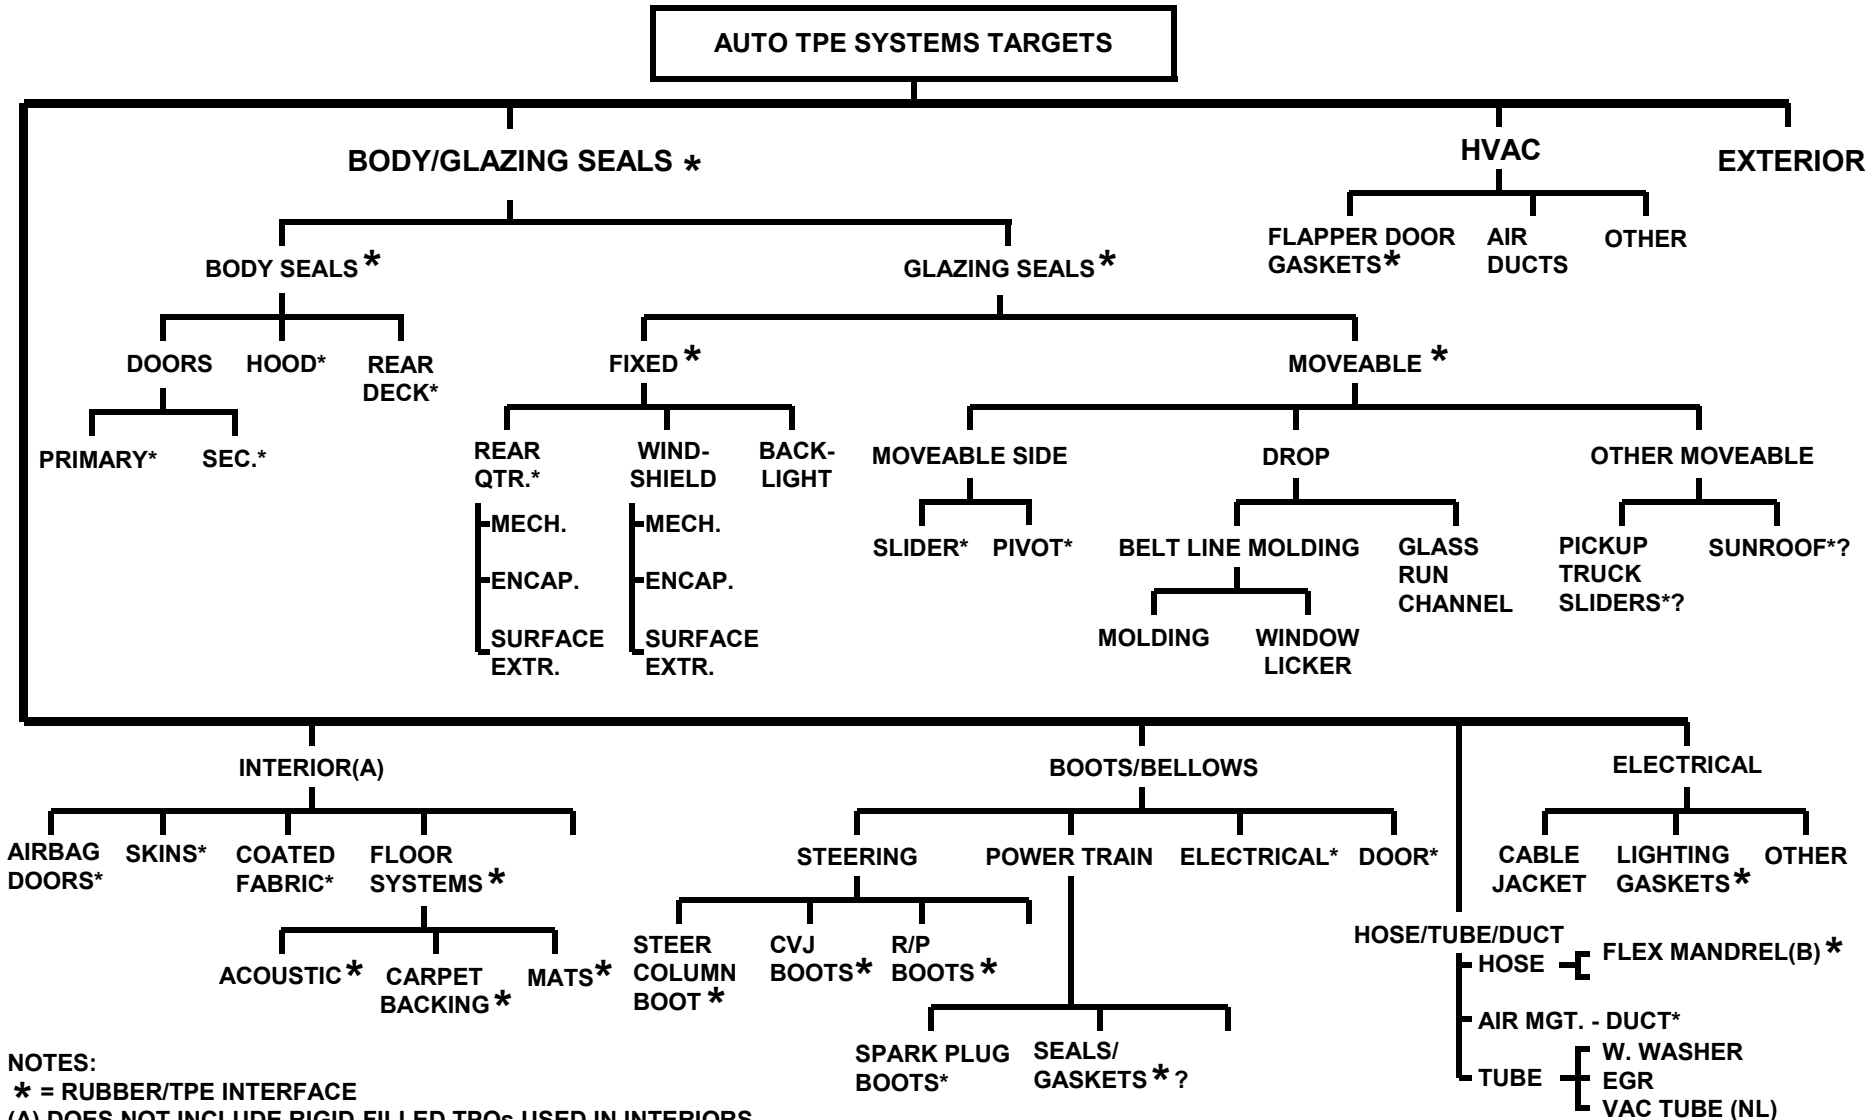 AUTO TPE SYSTEMS TARGETS
BODY/GLAZING SEALS *
HVAC
EXTERIOR
FLAPPER DOOR
GASKETS*
AIR
DUCTS
OTHER
BODY SEALS*
GLAZING SEALS*
DOORS
HOOD*
REAR
DECK*
PRIMARY*
SEC.*
FIXED*
MOVEABLE *
REAR
QTR.*
MECH.
ENCAP.
SURFACE
EXTR.
WIND-
SHIELD
MECH.
ENCAP.
SURFACE
EXTR.
BACK-
LIGHT
MOVEABLE SIDE
SLIDER*
PIVOT*
DROP
BELT LINE MOLDING
MOLDING
WINDOW
LICKER
GLASS
RUN
CHANNEL
OTHER MOVEABLE
PICKUP
TRUCK
SLIDERS*?
SUNROOF*?
INTERIOR(A)
AIRBAG
DOORS*
SKINS*
COATED
FABRIC*
FLOOR
SYSTEMS*
ACOUSTIC*
CARPET
BACKING*
MATS*
BOOTS/BELLOWS
STEERING
POWER TRAIN
ELECTRICAL*
DOOR*
STEER
COLUMN
BOOT*
CVJ
BOOTS*
R/P
BOOTS*
SPARK PLUG
BOOTS*
SEALS/
GASKETS*?
ELECTRICAL
CABLE
JACKET
LIGHTING
GASKETS*
OTHER
HOSE/TUBE/DUCT
HOSE
FLEX MANDREL(B)*
AIR MGT. - DUCT*
TUBE
W. WASHER
EGR
VAC TUBE (NL)
NOTES:
* = RUBBER/TPE INTERFACE
(A) DOES NOT INCLUDE RIGID FILLED TPOs USED IN INTERIORS